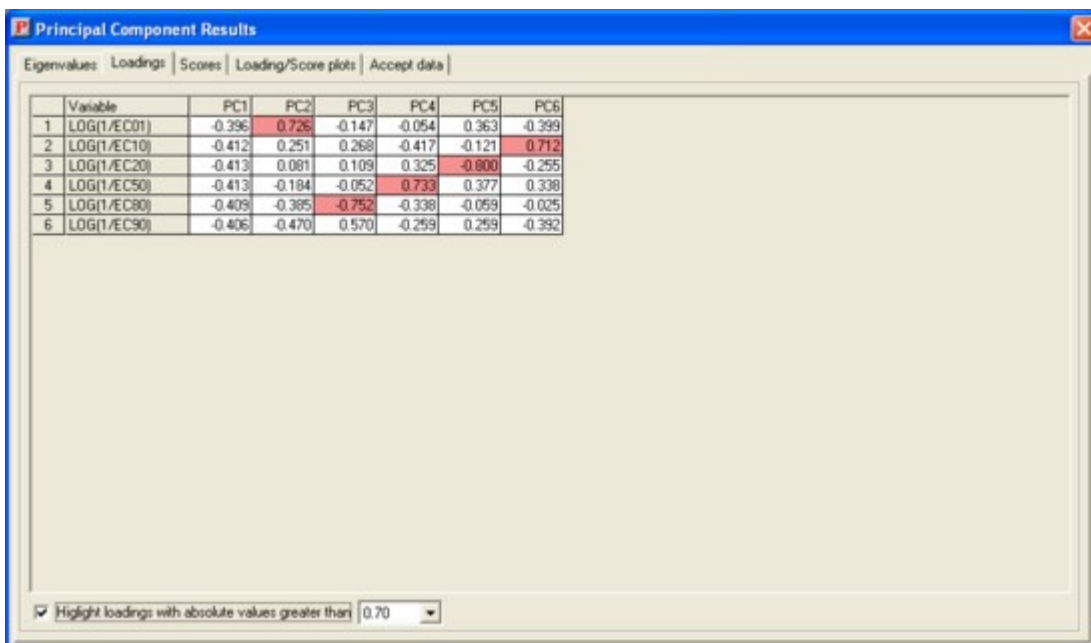 Principal Component Results
Eigenvalues Loadings Scores Loading/Score plots Accept data
Variable PC1 PC2 PC3 PC4 PC5 PC6
1 LOG(1/EC01) -0.396 0.726 -0.147 -0.054 0.363 -0.399
2 LOG(1/EC10) -0.412 0.251 0.268 -0.417 -0.121 0.712
3 LOG(1/EC20) -0.413 0.081 0.109 0.325 -0.800 -0.255
4 LOG(1/EC50) -0.413 -0.184 -0.052 0.733 0.377 0.338
5 LOG(1/EC80) -0.409 -0.385 -0.752 -0.338 -0.059 -0.025
6 LOG(1/EC90) -0.406 -0.470 0.570 -0.259 0.259 -0.392
Higlight loadings with absolute values greater than 0.70